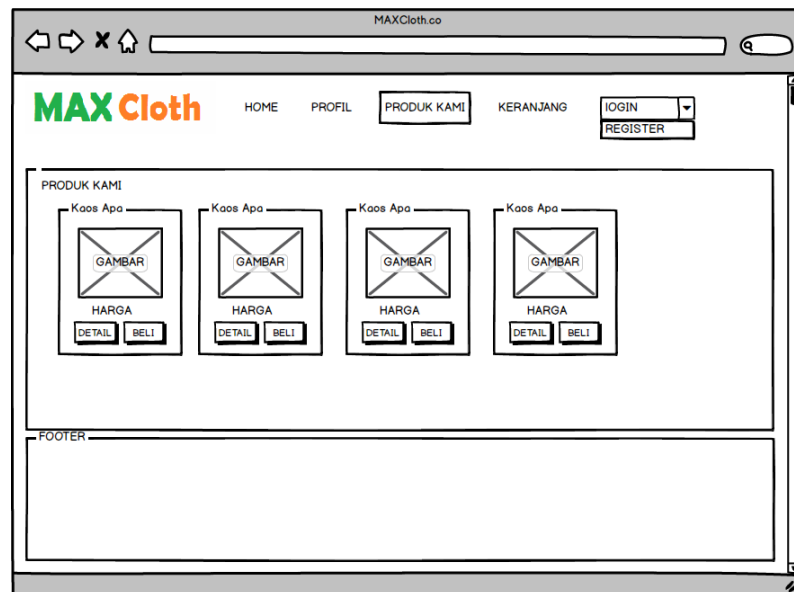 MAXCloth.co
MAX Cloth
HOME PROFIL PRODUK KAMI KERANJANG lOGIN
REGISTER
PRODUK KAMI
Kaos Apa Kaos Apa Kaos Apa Kaos Apa
GAMBAR GAMBAR GAMBAR GAMBAR
HARGA HARGA HARGA HARGA
DETAIL BELI DETAIL BELI DETAIL BELI DETAIL BELI
FOOTER